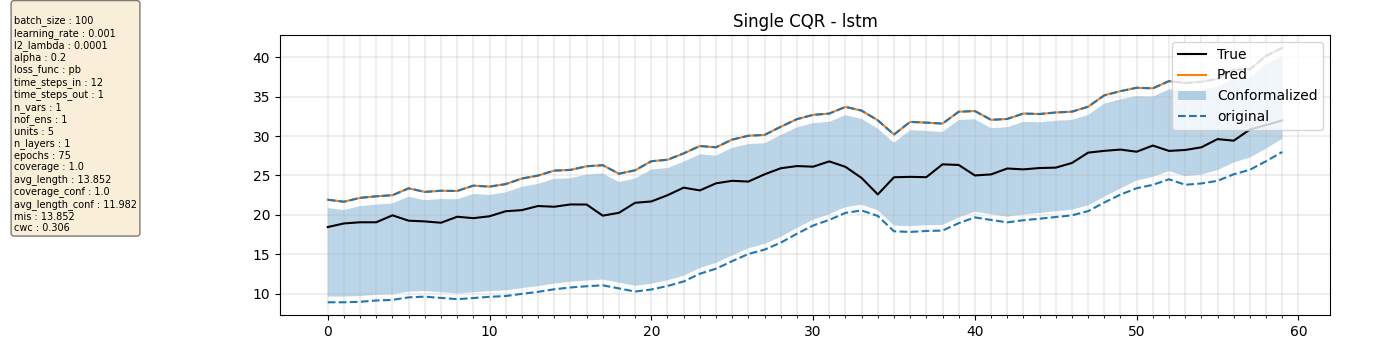 batch_size : 100
learning_rate : 0.001
l2_lambda : 0.0001
alpha : 0.2
loss_func : pb
time_steps_in : 12
time_steps_out : 1
n_vars : 1
nof_ens : 1
units : 5
n_layers : 1
epochs : 75
coverage : 1.0
avg_length : 13.852
coverage_conf : 1.0
avg_length_conf : 11.982
mis : 13.852
cwc : 0.306
Single CQR - lstm
40
35
30
25
20
15
10
0
10
20
30
40
50
60
True
Pred
Conformalized
original